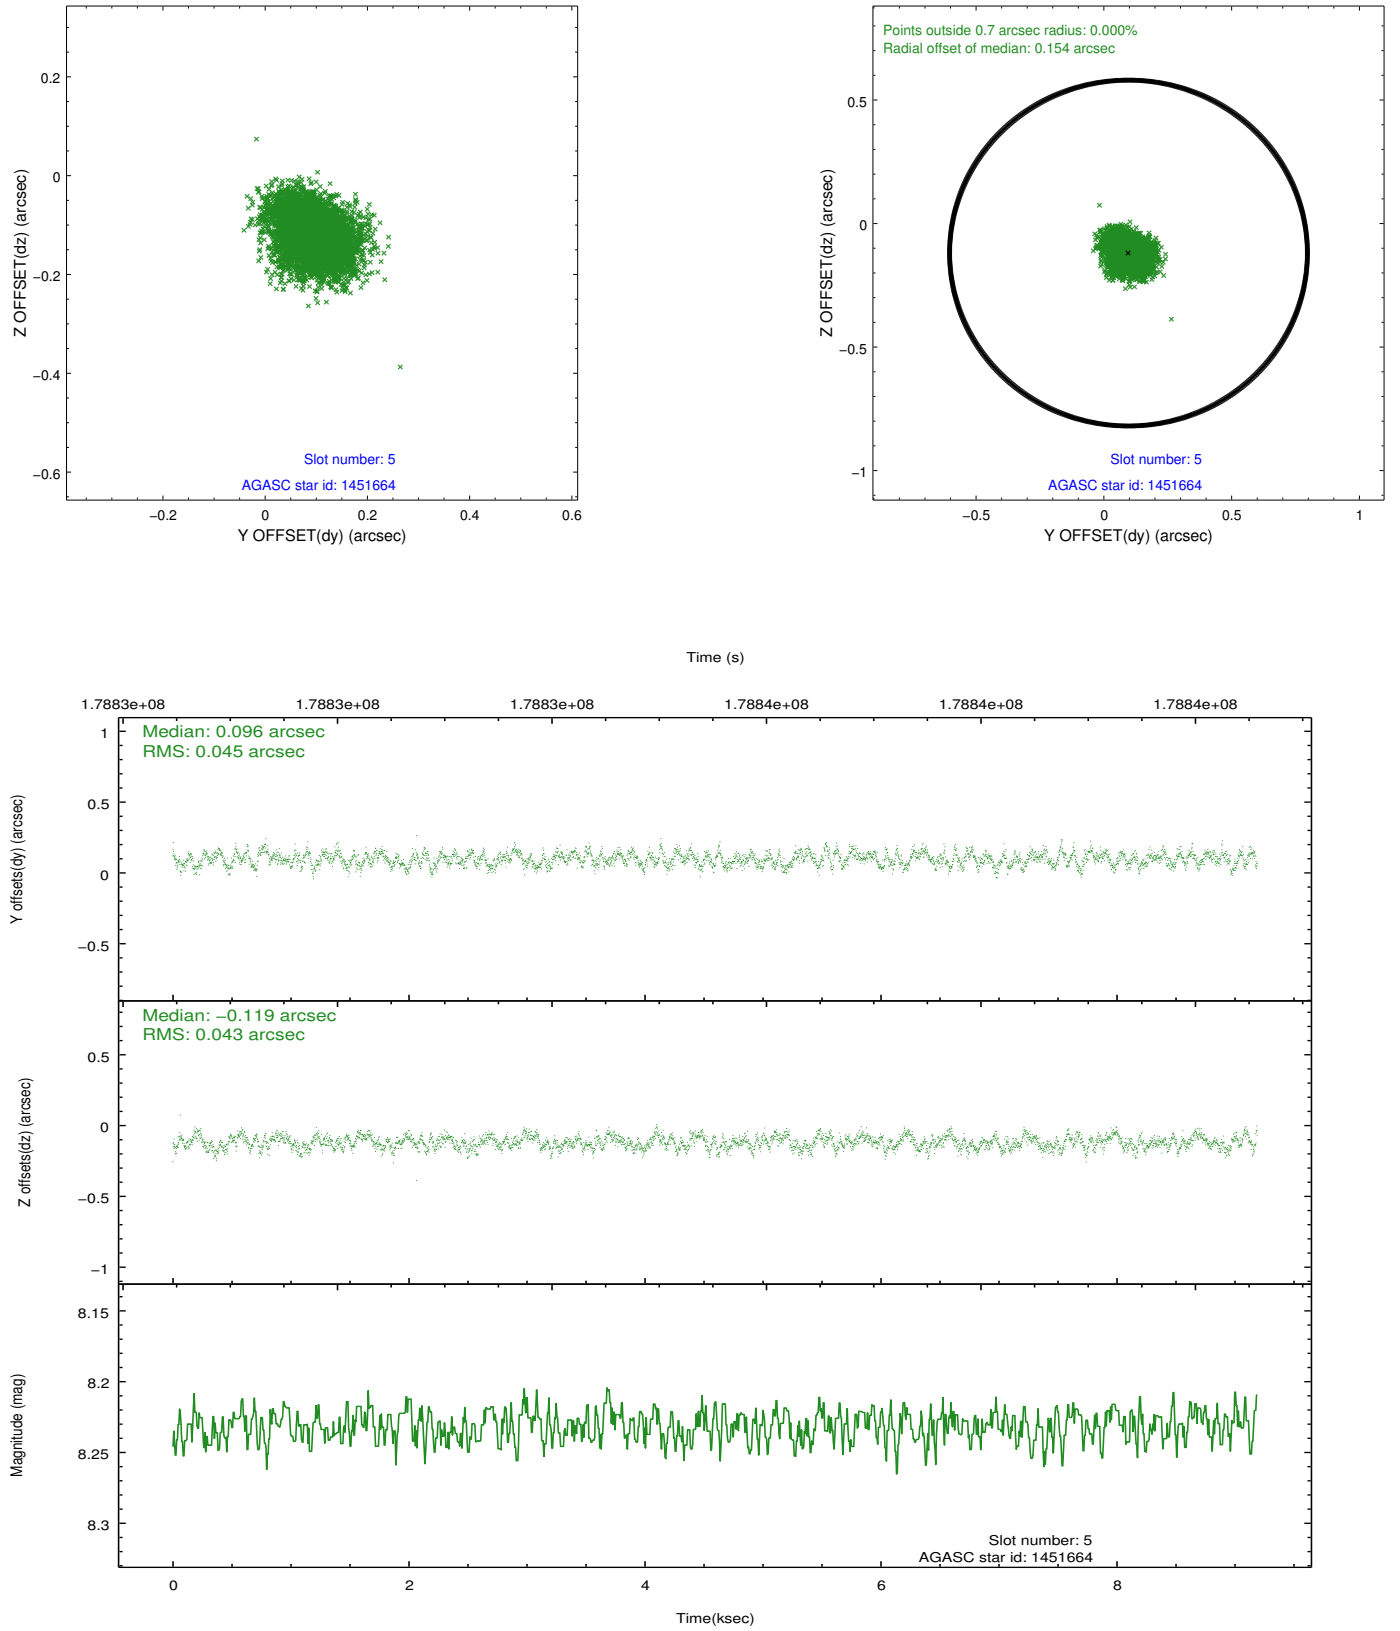 0.2
0
−0.2
−0.4
−0.6
Z OFFSET(dz) (arcsec)
Slot number: 5
AGASC star id: 1451664
−0.2
0
0.2
0.4
0.6
Y OFFSET(dy) (arcsec)
Points outside 0.7 arcsec radius: 0.000%
Radial offset of median: 0.154 arcsec
0.5
0
−0.5
−1
Z OFFSET(dz) (arcsec)
Slot number: 5
AGASC star id: 1451664
−0.5
0
0.5
1
Y OFFSET(dy) (arcsec)
Time (s)
1.7883e+08
1.7883e+08
1.7883e+08
1.7884e+08
1.7884e+08
1.7884e+08
Median: 0.096 arcsec
RMS: 0.045 arcsec
1
0.5
0
−0.5
Y offsets(dy) (arcsec)
Median: −0.119 arcsec
RMS: 0.043 arcsec
0.5
0
−0.5
−1
Z offsets(dz) (arcsec)
8.15
8.2
8.25
8.3
Magnitude (mag)
Slot number: 5
AGASC star id: 1451664
0
2
4
6
8
Time(ksec)